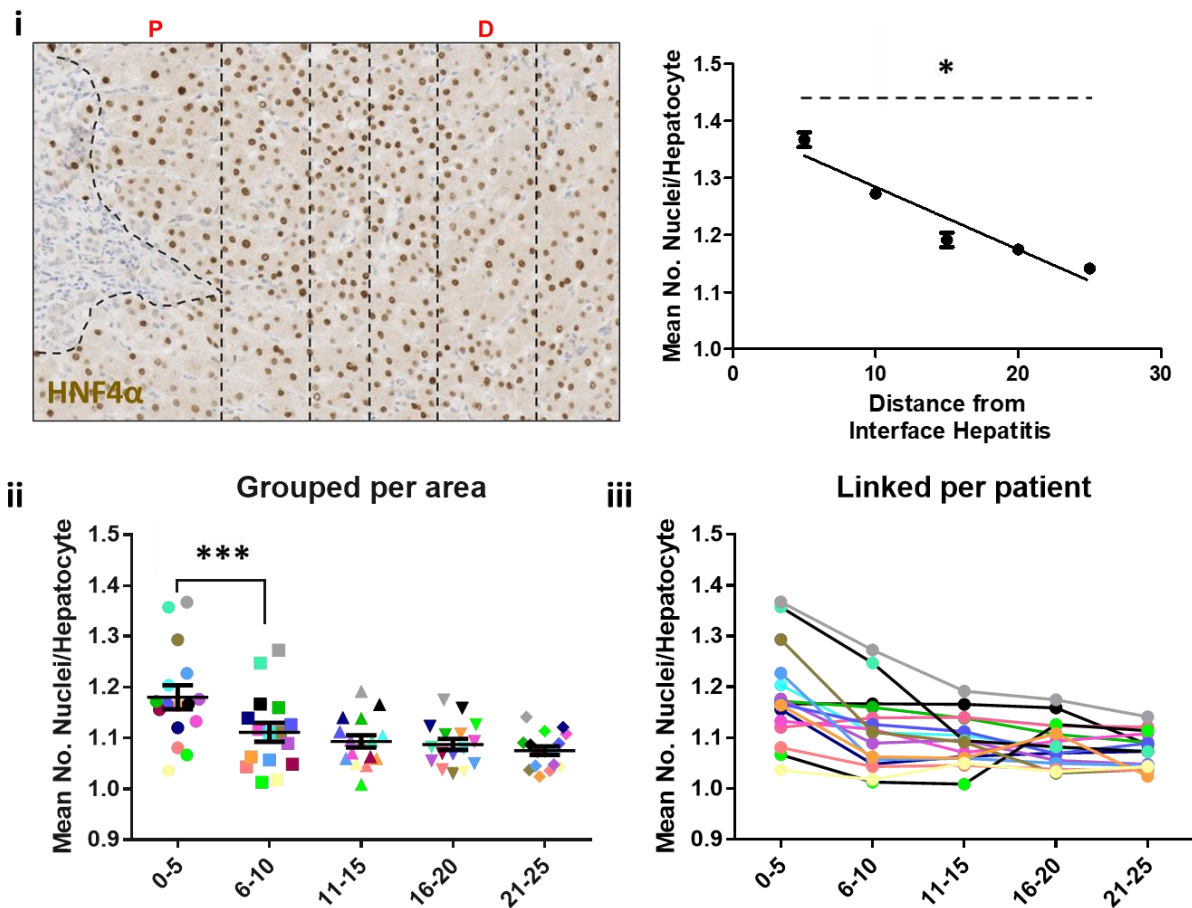 i
P
D
HNF4α
Mean No. Nuclei/Hepatocyte
1.5
1.4
1.3
1.2
1.1
1.0
*
0
10
20
30
Distance from
Interface Hepatitis
ii
Grouped per area
Mean No. Nuclei/Hepatocyte
1.5
1.4
1.3
1.2
1.1
1.0
0.9
***
0-5
6-10
11-15
16-20
21-25
iii
Linked per patient
Mean No. Nuclei/Hepatocyte
1.5
1.4
1.3
1.2
1.1
1.0
0.9
0-5
6-10
11-15
16-20
21-25